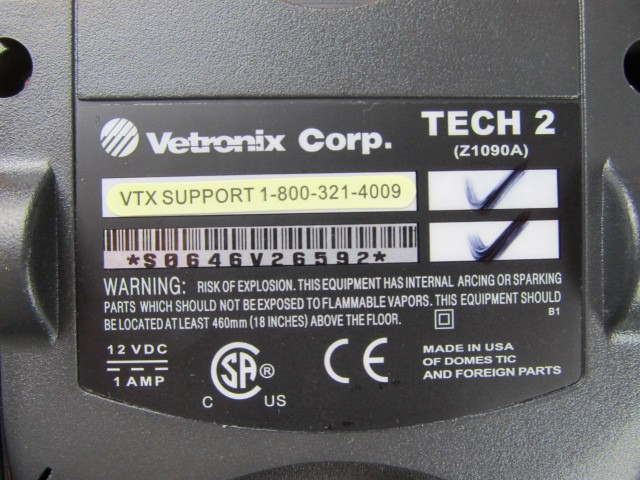 Vetronix Corp.
TECH 2
(Z1090A)
VTX SUPPORT 1-800-321-4009
*S0646V26592*
WARNING: RISK OF EXPLOSION. THIS EQUIPMENT HAS INTERNAL ARCING OR SPARKING
PARTS WHICH SHOULD NOT BE EXPOSED TO FLAMMABLE VAPORS. THIS EQUIPMENT SHOULD
BE LOCATED AT LEAST 460mm (18 INCHES) ABOVE THE FLOOR.
B1
12 VDC
1 AMP
C SA ® US
CE
MADE IN USA
OF DOMES TIC
AND FOREIGN PARTS